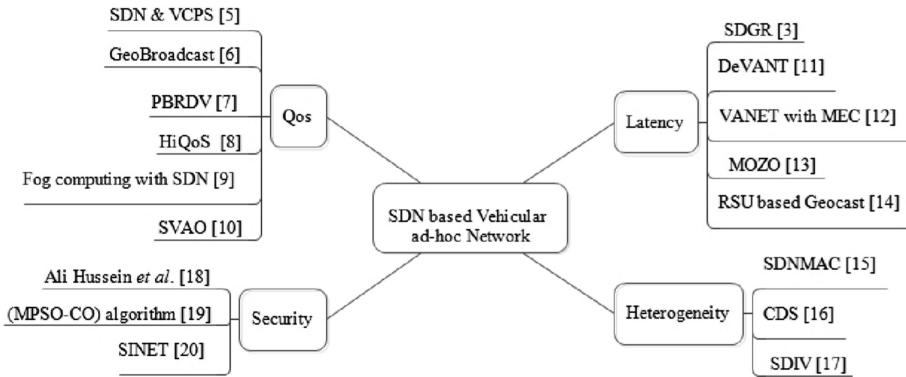 SDN & VCPS [5]
GeoBroadcast [6]
PBRDV [7]
HiQoS [8]
Fog computing with SDN [9]
SVAO [10]
Qos
Ali Hussein et al. [18]
(MPSO-CO) algorithm [19]
SINET [20]
Security
SDN based Vehicular
ad-hoc Network
Latency
SDGR [3]
DeVANT [11]
VANET with MEC [12]
MOZO [13]
RSU based Geocast [14]
Heterogeneity
SDNMAC [15]
CDS [16]
SDIV [17]